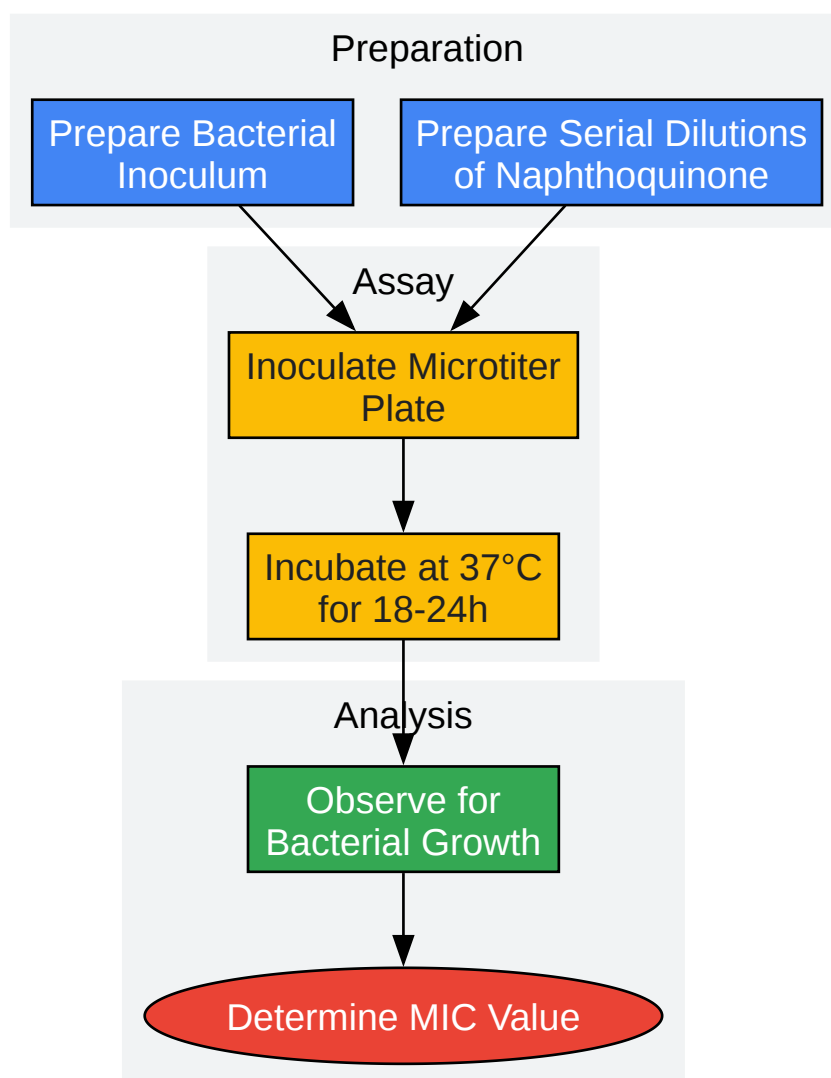 Preparation
Prepare Bacterial
Inoculum
Prepare Serial Dilutions
of Naphthoquinone
Assay
Inoculate Microtiter
Plate
Incubate at 37°C
for 18-24h
Analysis
Observe for
Bacterial Growth
Determine MIC Value